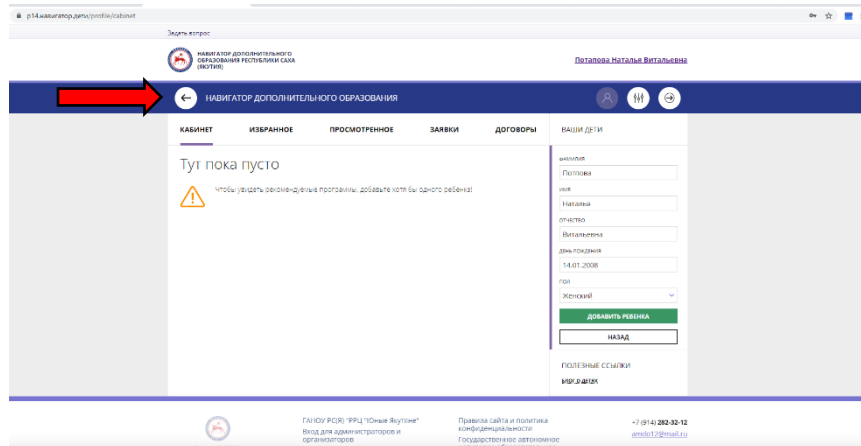 p14.навигатор.дети/profile/cabinet
Задать вопрос
НАВИГАТОР ДОПОЛНИТЕЛЬНОГО
ОБРАЗОВАНИЯ РЕСПУБЛИКИ САХА
(ЯКУТИЯ)
Потапова Наталья Витальевна
НАВИГАТОР ДОПОЛНИТЕЛЬНОГО ОБРАЗОВАНИЯ
КАБИНЕТ ИЗБРАННОЕ ПРОСМОТРЕННОЕ ЗАЯВКИ ДОГОВОРЫ
Тут пока пусто
Чтобы увидеть рекомендуемые программы, добавьте хотя бы одного ребенка!
ВАШИ ДЕТИ
ФАМИЛИЯ
ИМЯ
Наталья
ОТЧЕСТВО
Витальевна
ДЕНЬ РОЖДЕНИЯ
14.01.2008
ПОЛ
Женский
ДОБАВИТЬ РЕБЕНКА
НАЗАД
ПОЛЕЗНЫЕ ССЫЛКИ
ГАНОУ РС(Я) "РРЦ "Юные Якутяне"
Вход для администраторов и
организаторов
Правила сайта и политика
конфиденциальности
Государственное автономное
+7 (914) 282-32-12
amido12@mail.ru